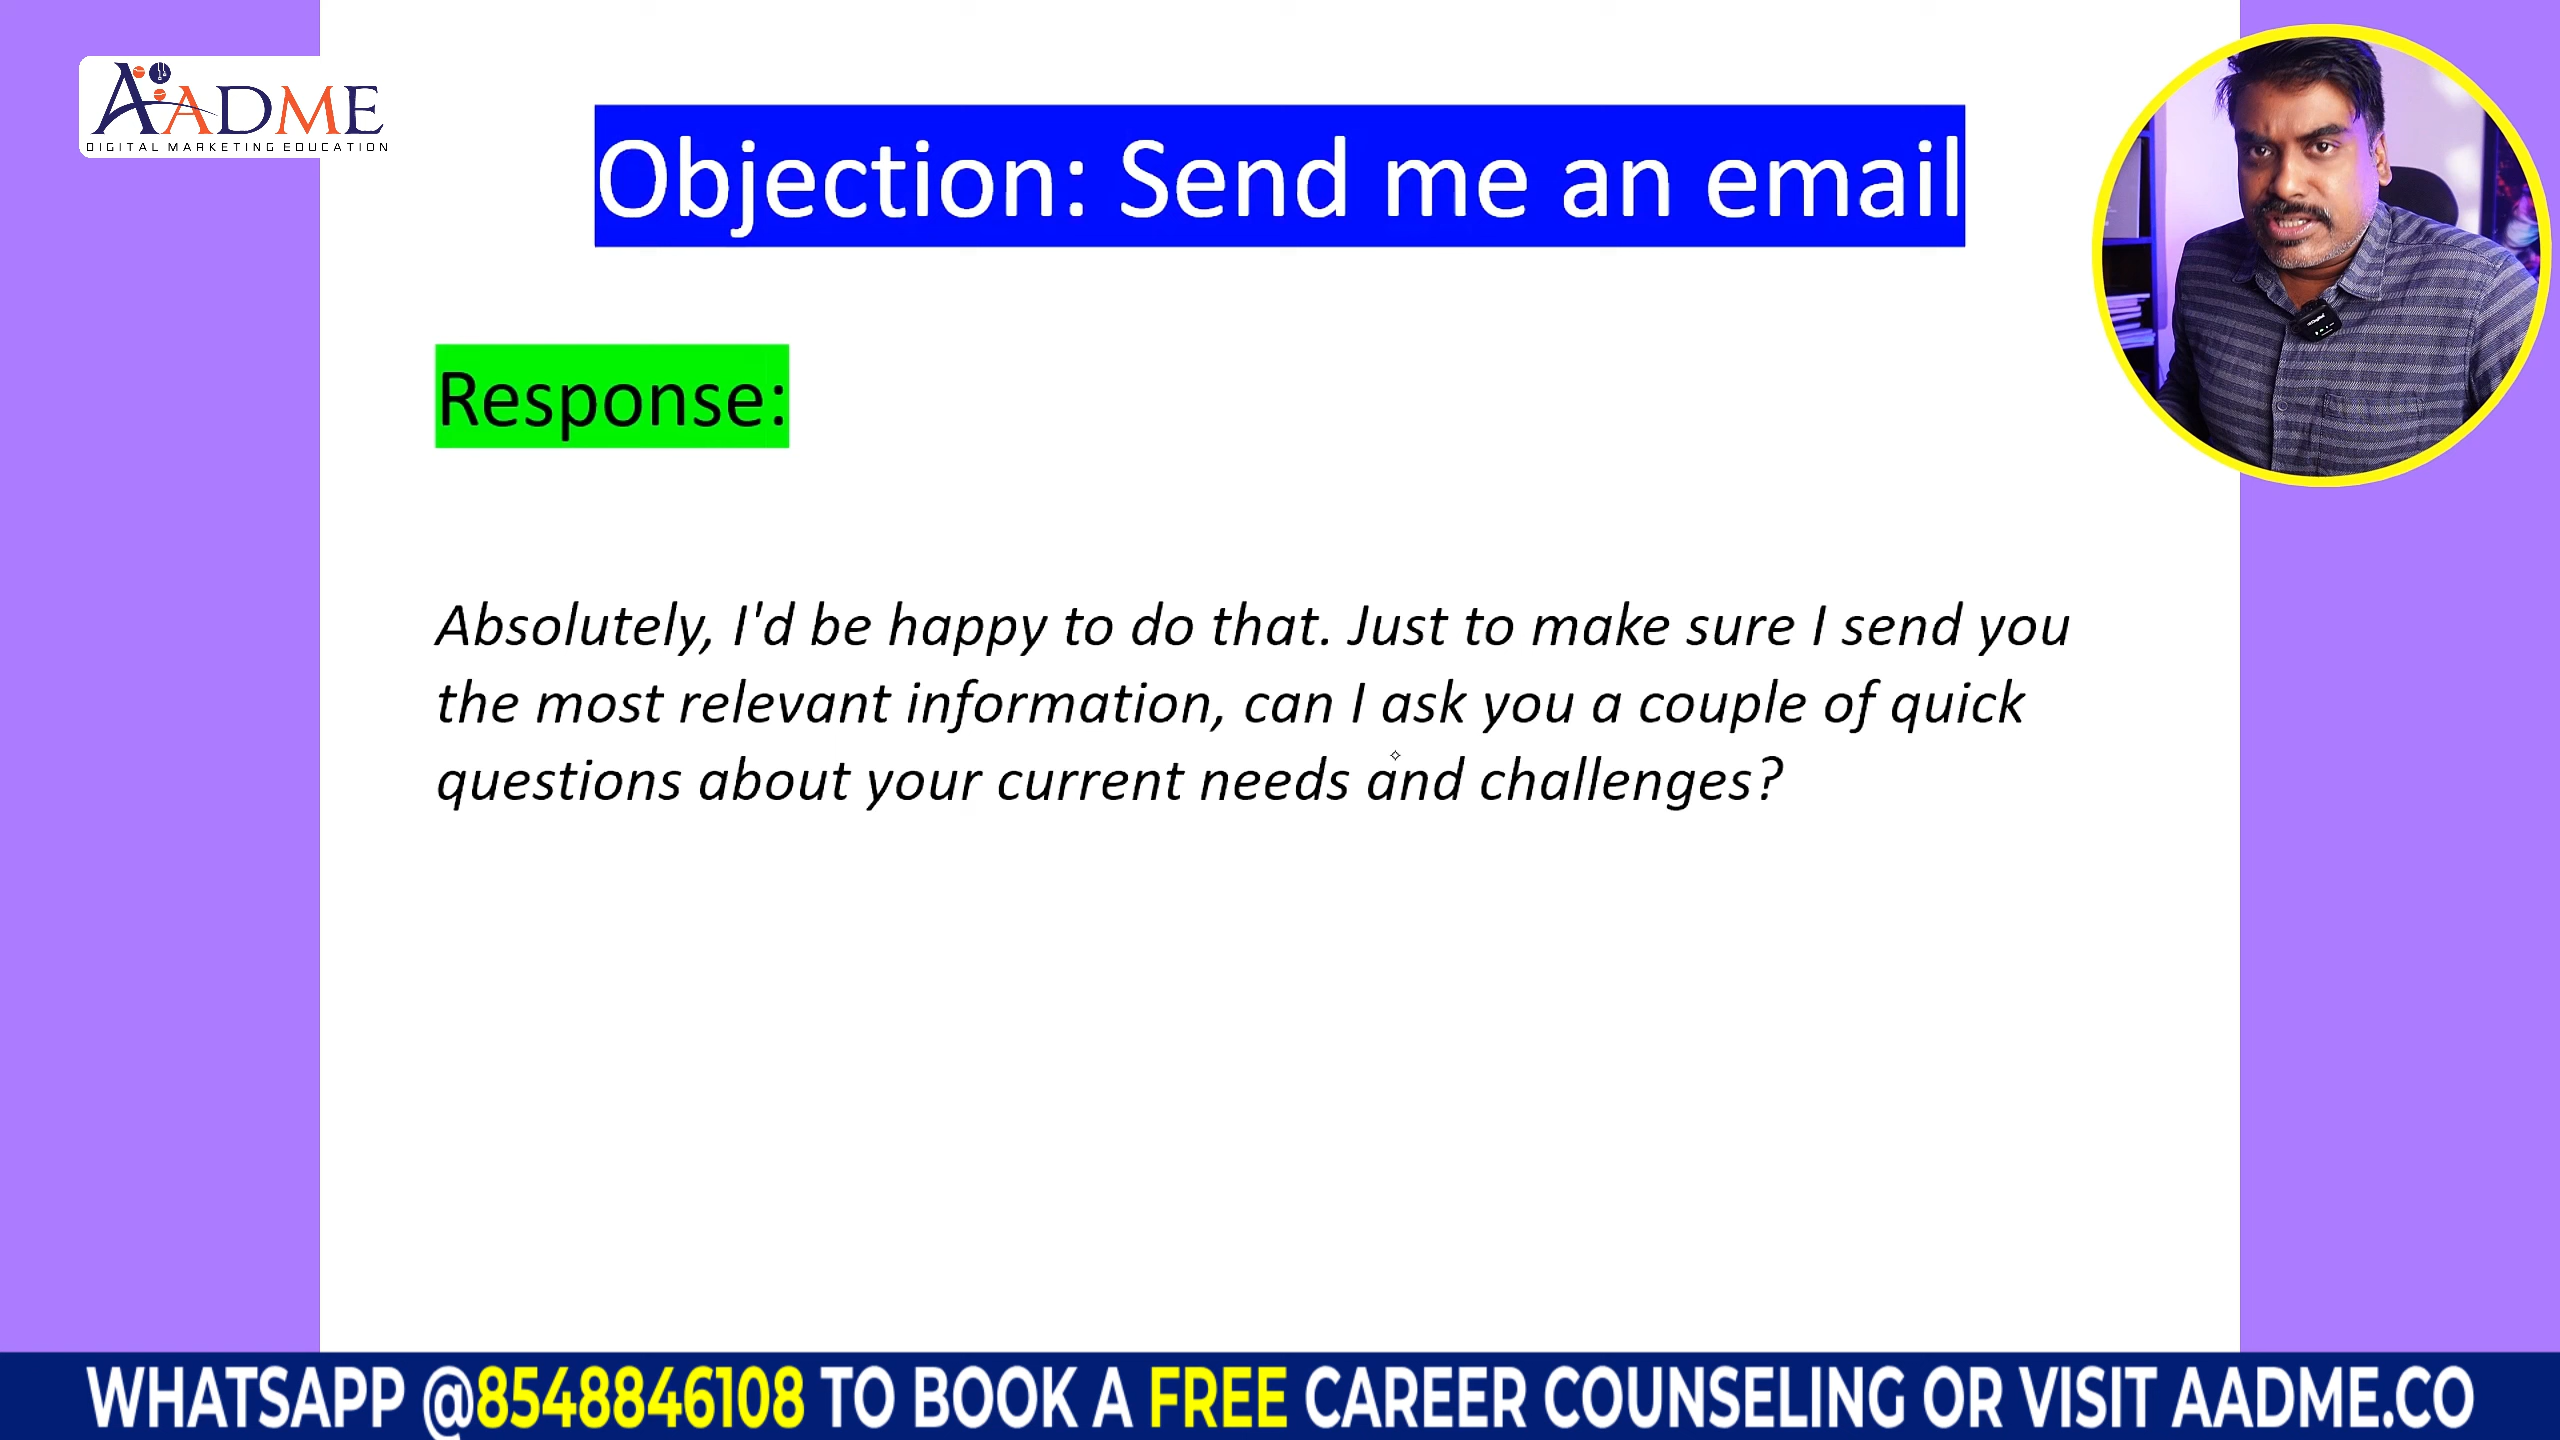 AADME
DIGITAL MARKETING EDUCATION
Objection: Send me an email
Response:
Absolutely, I'd be happy to do that. Just to make sure I send you
the most relevant information, can I ask you a couple of quick
questions about your current needs and challenges?
WHATSAPP @8548846108 TO BOOK A FREE CAREER COUNSELING OR VISIT AADME.CO